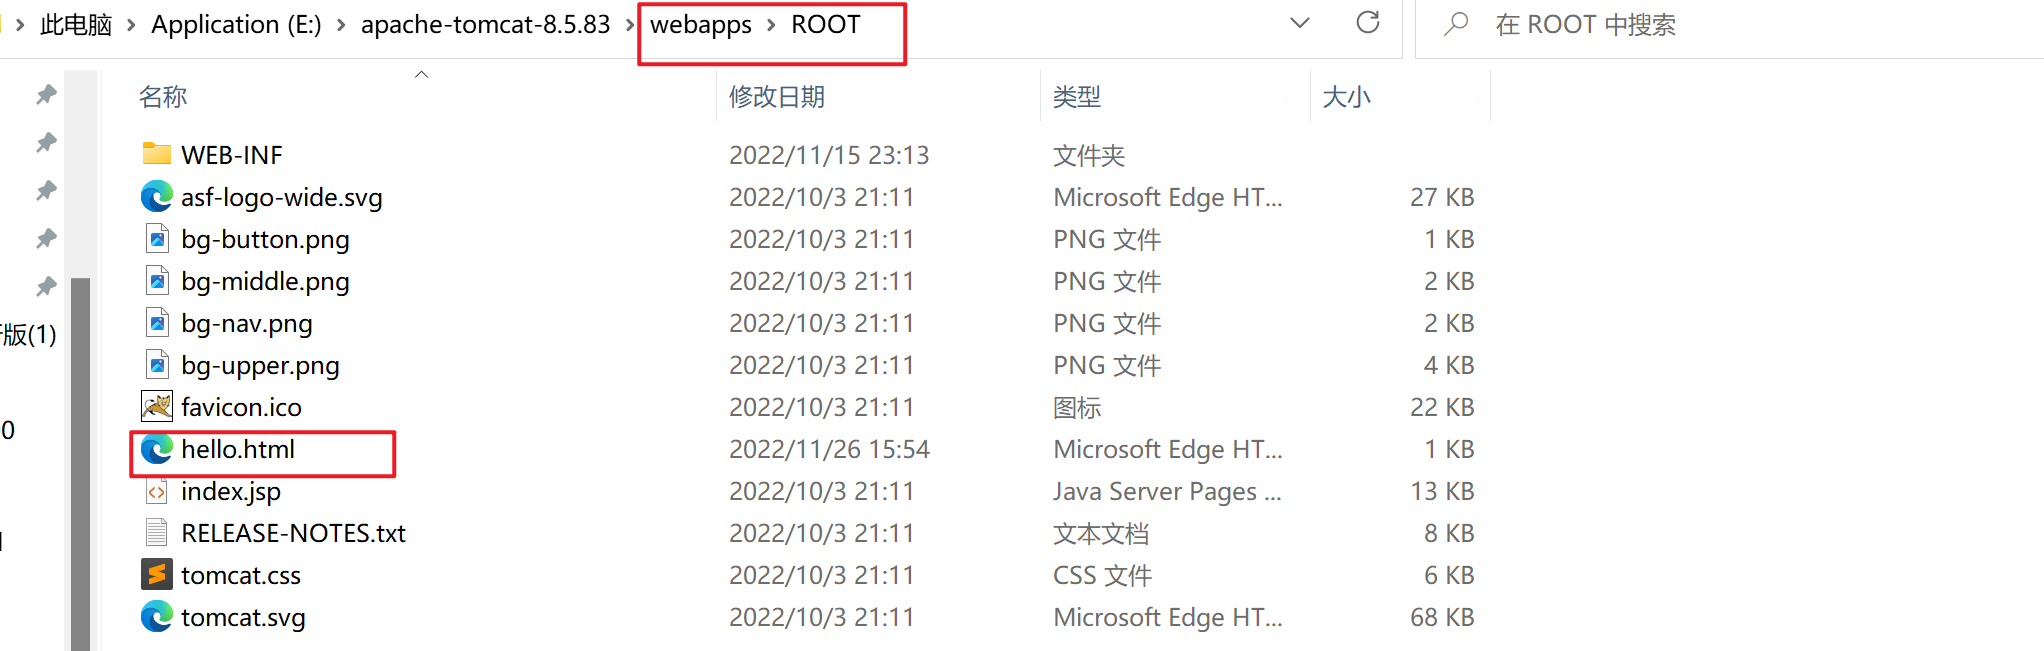 此电脑 > Application (E:) > apache-tomcat-8.5.83 > webapps > ROOT 在 ROOT 中搜索
名称 修改日期 类型 大小
WEB-INF 2022/11/15 23:13 文件夹
asf-logo-wide.svg 2022/10/3 21:11 Microsoft Edge HT... 27 KB
bg-button.png 2022/10/3 21:11 PNG 文件 1 KB
bg-middle.png 2022/10/3 21:11 PNG 文件 2 KB
bg-nav.png 2022/10/3 21:11 PNG 文件 2 KB
版(1)
bg-upper.png 2022/10/3 21:11 PNG 文件 4 KB
favicon.ico 2022/10/3 21:11 图标 22 KB
0
hello.html 2022/11/26 15:54 Microsoft Edge HT... 1 KB
index.jsp 2022/10/3 21:11 Java Server Pages ... 13 KB
RELEASE-NOTES.txt 2022/10/3 21:11 文本文档 8 KB
tomcat.css 2022/10/3 21:11 CSS 文件 6 KB
tomcat.svg 2022/10/3 21:11 Microsoft Edge HT... 68 KB